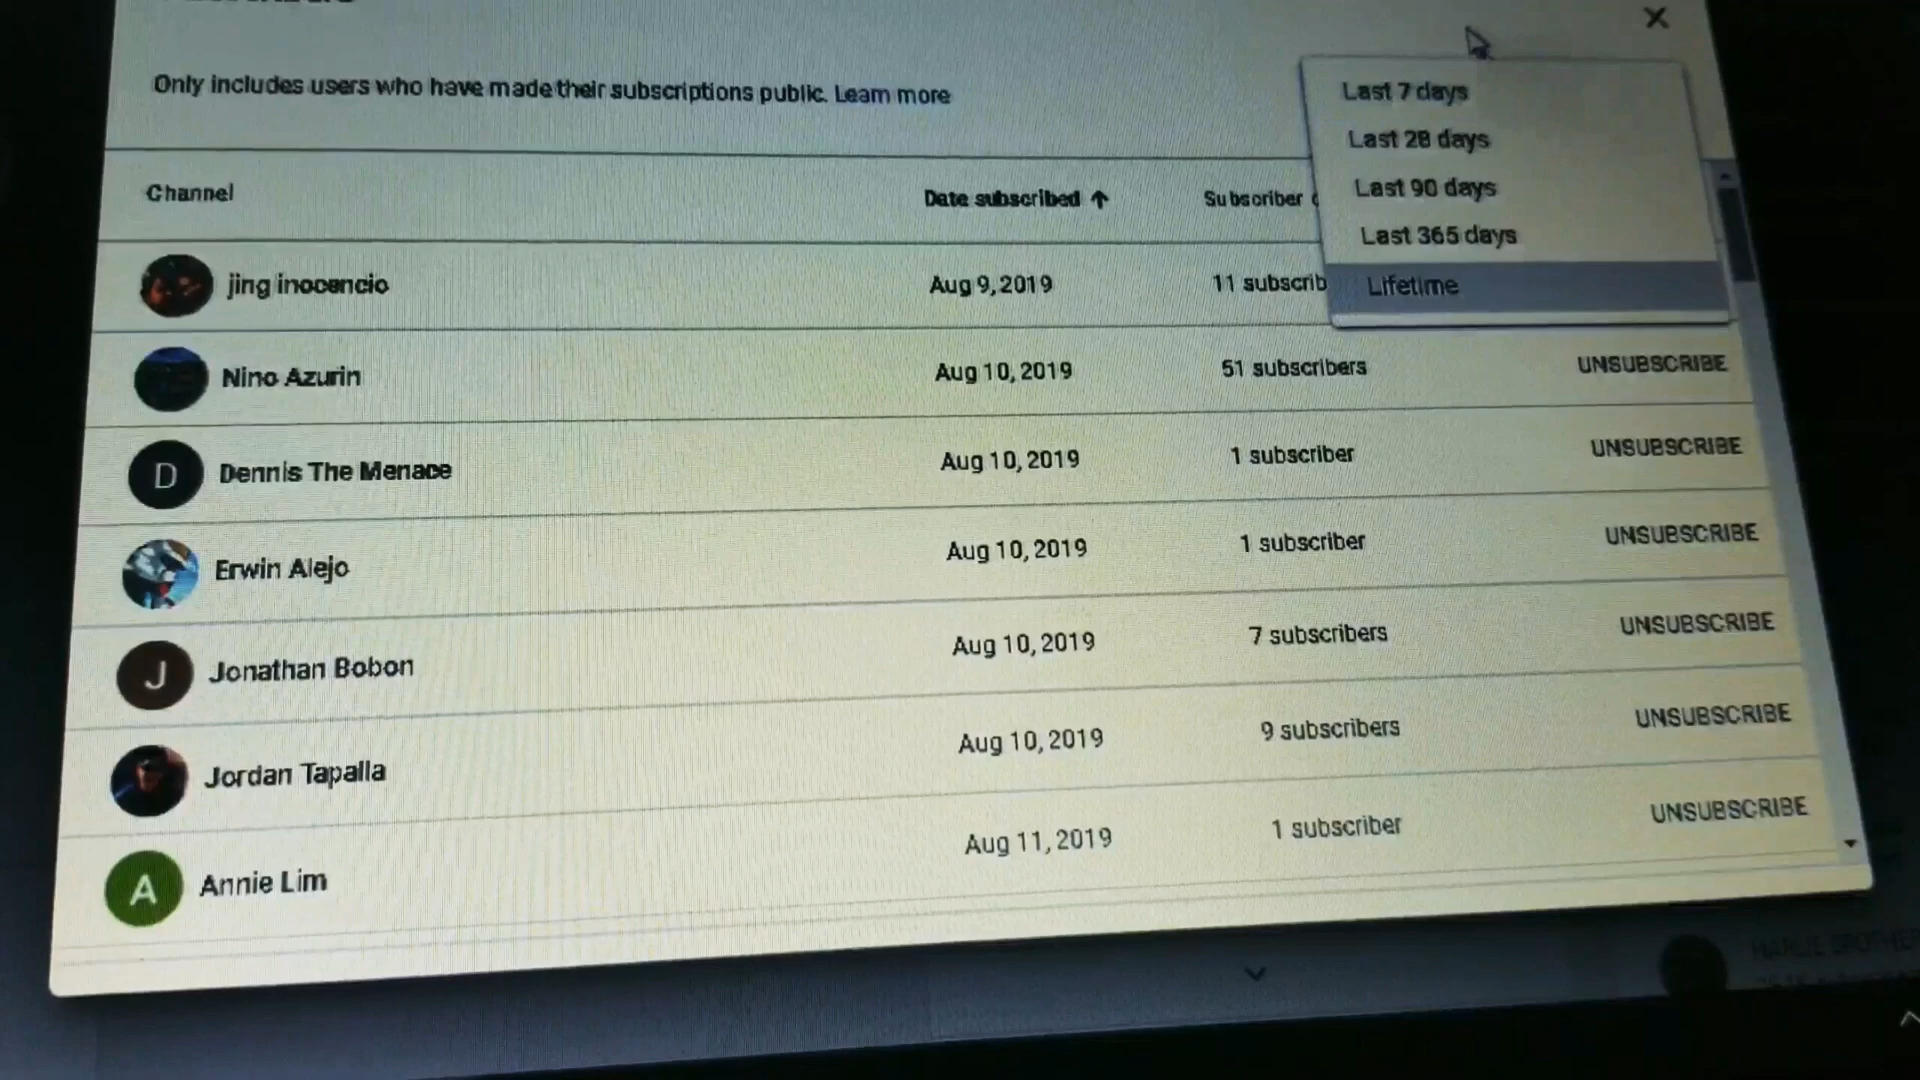 Only includes users who have made their subscriptions public. Learn more
Last 7 days
Last 28 days
Last 90 days
Last 365 days
Lifetime
Channel Date subscribed ↑ Subscriber
jing inocencio Aug 9, 2019 11 subscrib
Nino Azurin Aug 10, 2019 51 subscribers UNSUBSCRIBE
D Dennis The Menace Aug 10, 2019 1 subscriber UNSUBSCRIBE
Erwin Alejo Aug 10, 2019 1 subscriber UNSUBSCRIBE
J Jonathan Bobon Aug 10, 2019 7 subscribers UNSUBSCRIBE
Jordan Tapalla Aug 10, 2019 9 subscribers UNSUBSCRIBE
A Annie Lim Aug 11, 2019 1 subscriber UNSUBSCRIBE